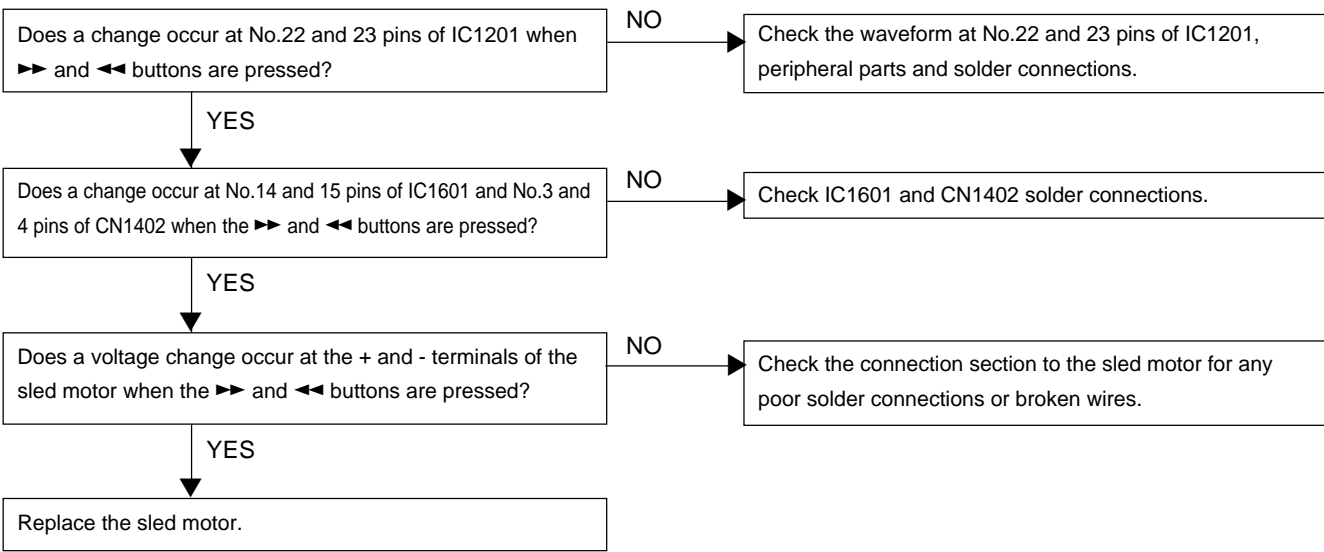 Does a change occur at No.22 and 23 pins of IC1201 when
►► and ◄◄ buttons are pressed?
NO
Check the waveform at No.22 and 23 pins of IC1201,
peripheral parts and solder connections.
YES
Does a change occur at No.14 and 15 pins of IC1601 and No.3 and
4 pins of CN1402 when the ►► and ◄◄ buttons are pressed?
NO
Check IC1601 and CN1402 solder connections.
YES
Does a voltage change occur at the + and - terminals of the
sled motor when the ►► and ◄◄ buttons are pressed?
NO
Check the connection section to the sled motor for any
poor solder connections or broken wires.
YES
Replace the sled motor.